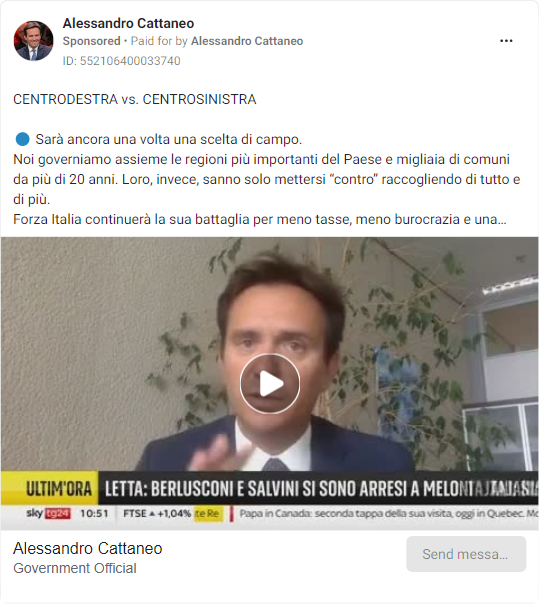 Alessandro Cattaneo
Sponsored • Paid for by Alessandro Cattaneo
ID: 552106400033740
CENTRODESTRA vs. CENTROSINISTRA
Sarà ancora una volta una scelta di campo.
Noi governiamo assieme le regioni più importanti del Paese e migliaia di comuni
da più di 20 anni. Loro, invece, sanno solo mettersi “contro” raccogliendo di tutto e
di più.
Forza Italia continuerà la sua battaglia per meno tasse, meno burocrazia e una...
ULTIM'ORA LETTA: BERLUSCONI E SALVINI SI SONO ARRESI A MELONI
sky tg24 10:51 FTSE +1,04% te Re Papa in Canada: seconda tappa della sua visita, oggi in Quebec.
Alessandro Cattaneo
Government Official
Send messa...